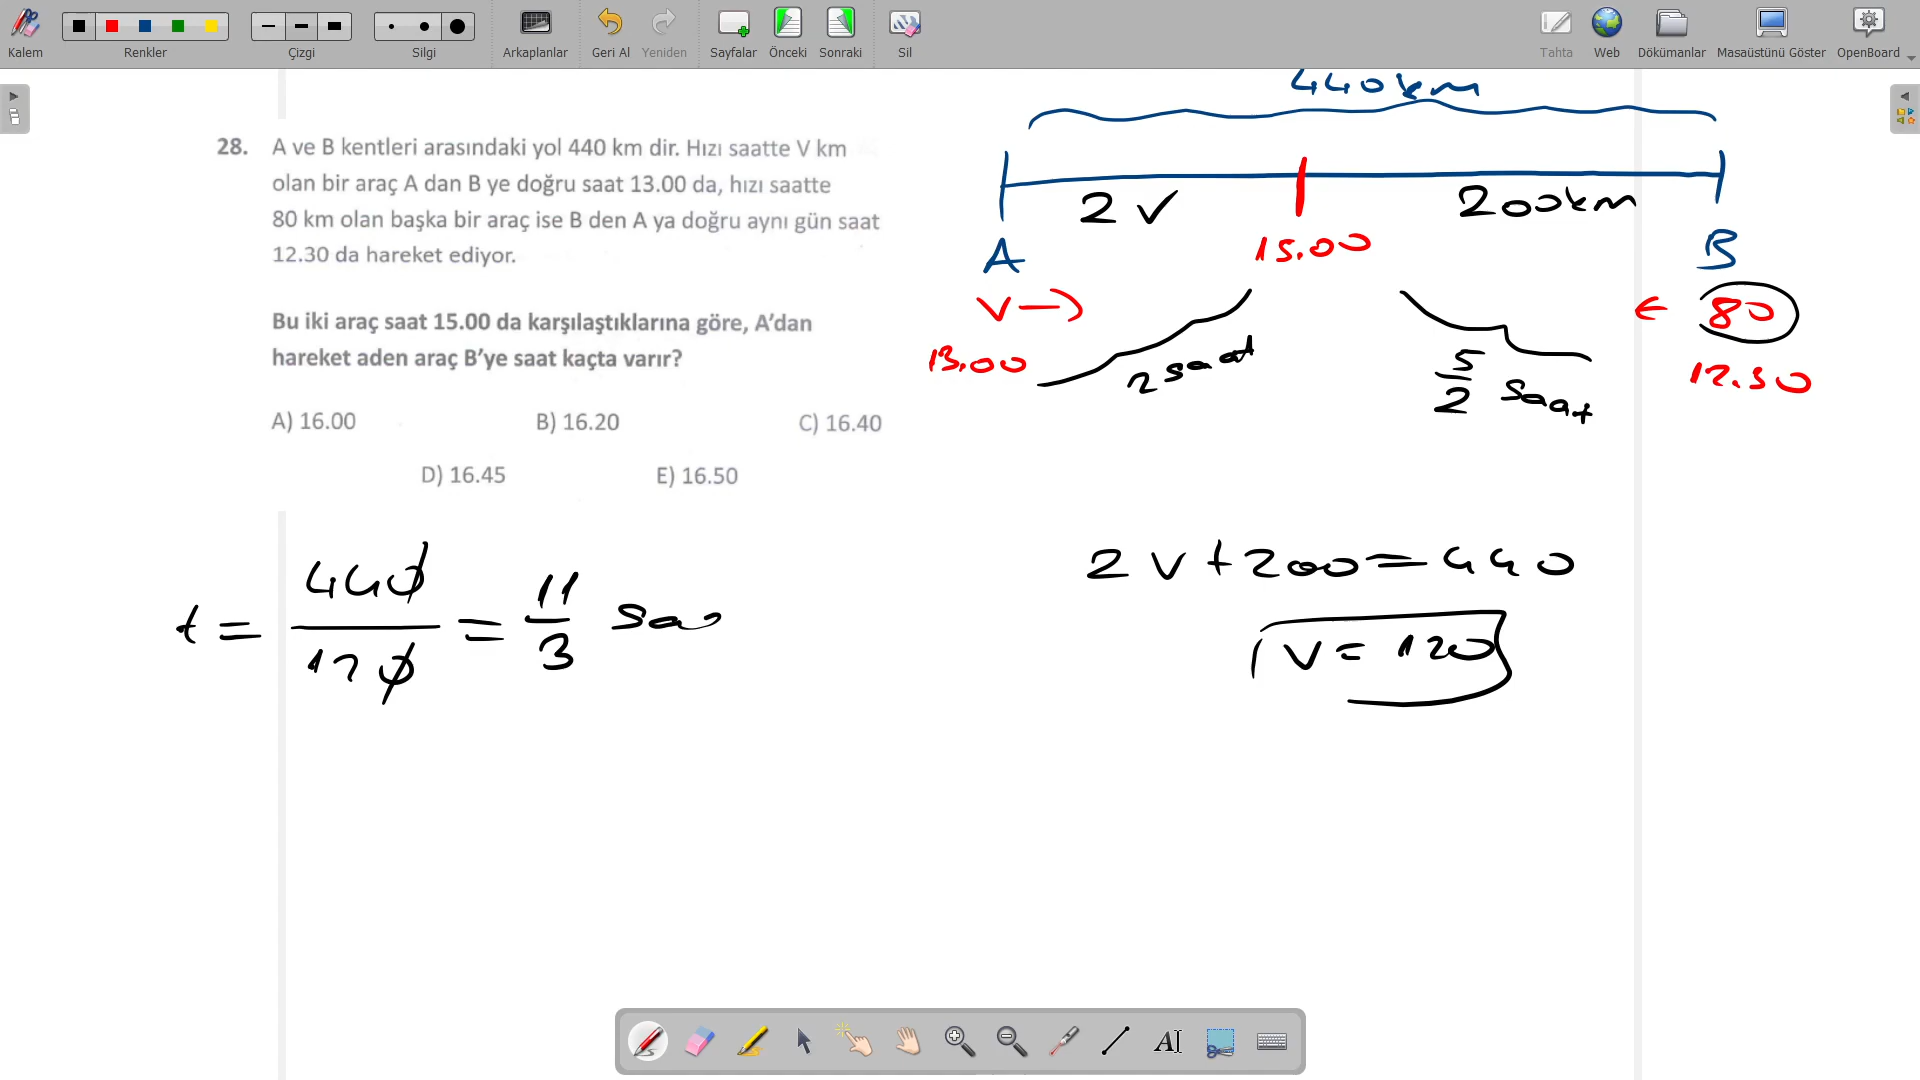 Kalem Renkler Çizgi Silgi Arkaplanlar Geri Al Yeniden Sayfalar Önceki Sonraki Sil Tahta Web Dökümanlar Masaüstünü Göster OpenBoard
440km
28. A ve B kentleri arasındaki yol 440 km dir. Hızı saatte V km
olan bir araç A dan B ye doğru saat 13.00 da, hızı saatte
80 km olan başka bir araç ise B den A ya doğru aynı gün saat
12.30 da hareket ediyor.
Bu iki araç saat 15.00 da karşılaştıklarına göre, A'dan
hareket aden araç B'ye saat kaçta varır?
A) 16.00 B) 16.20 C) 16.40
D) 16.45 E) 16.50
2V 200km
A 15.00 B
V → ← 80
13.00 2 saat 5/2 saat 12.30
2V+200=440
V=120
t = 440/120 = 11/3 saa